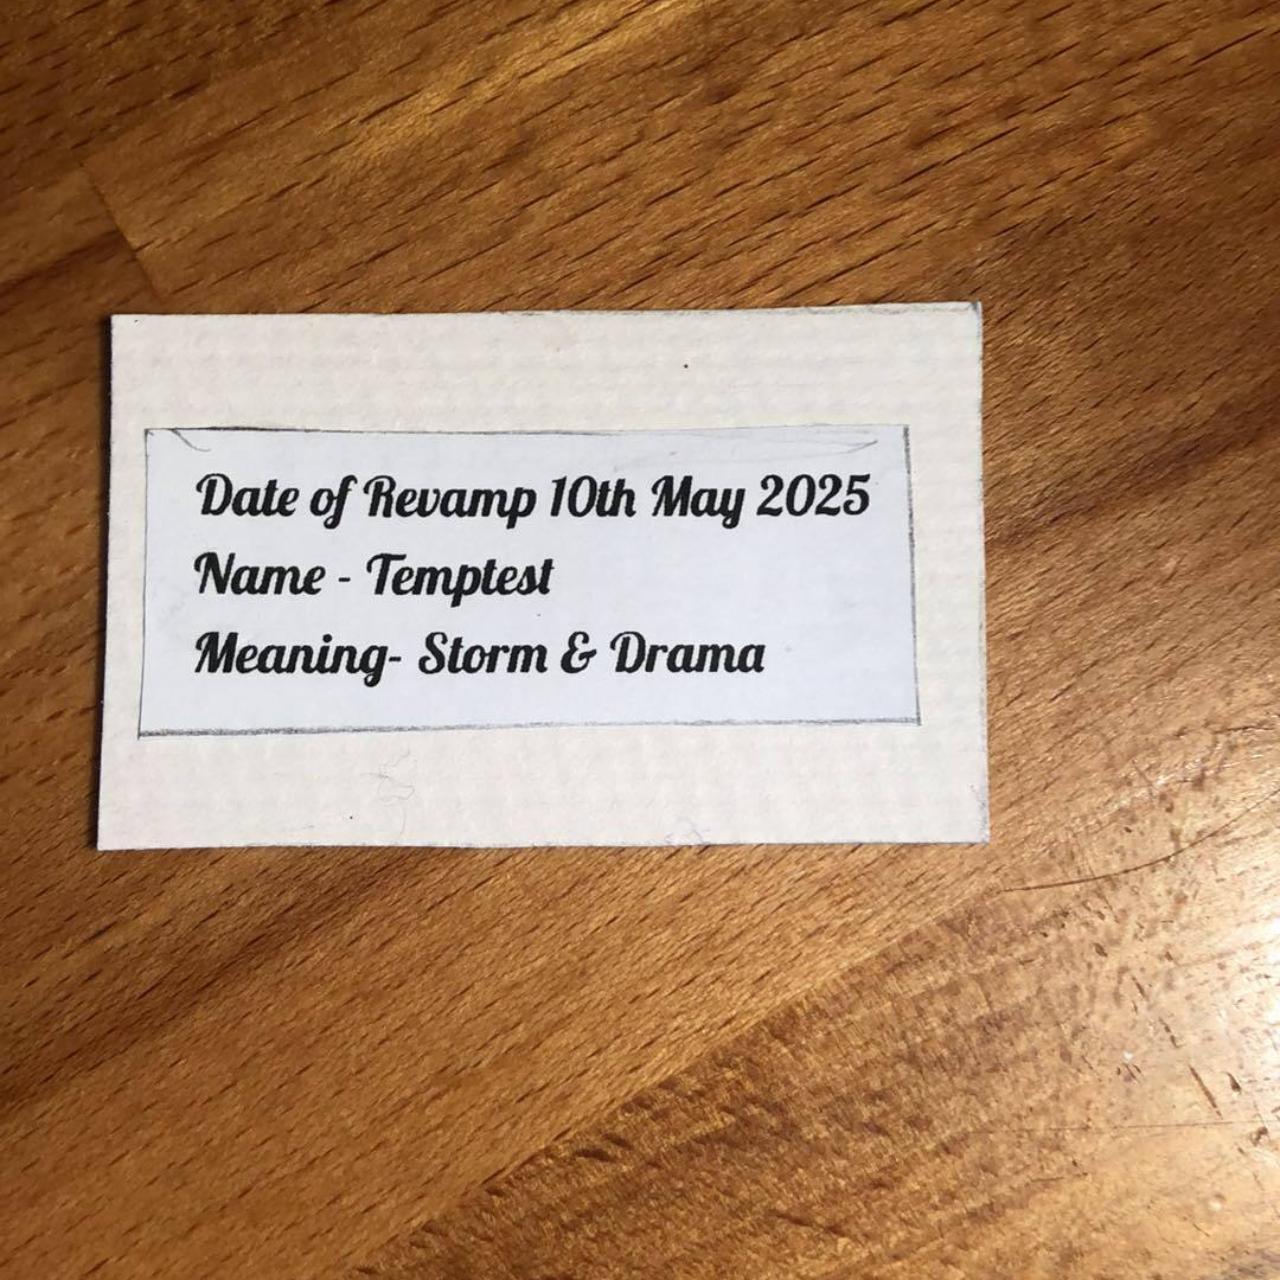 Date of Revamp 10th May 2025
Name - Temptest
Meaning- Storm & Drama